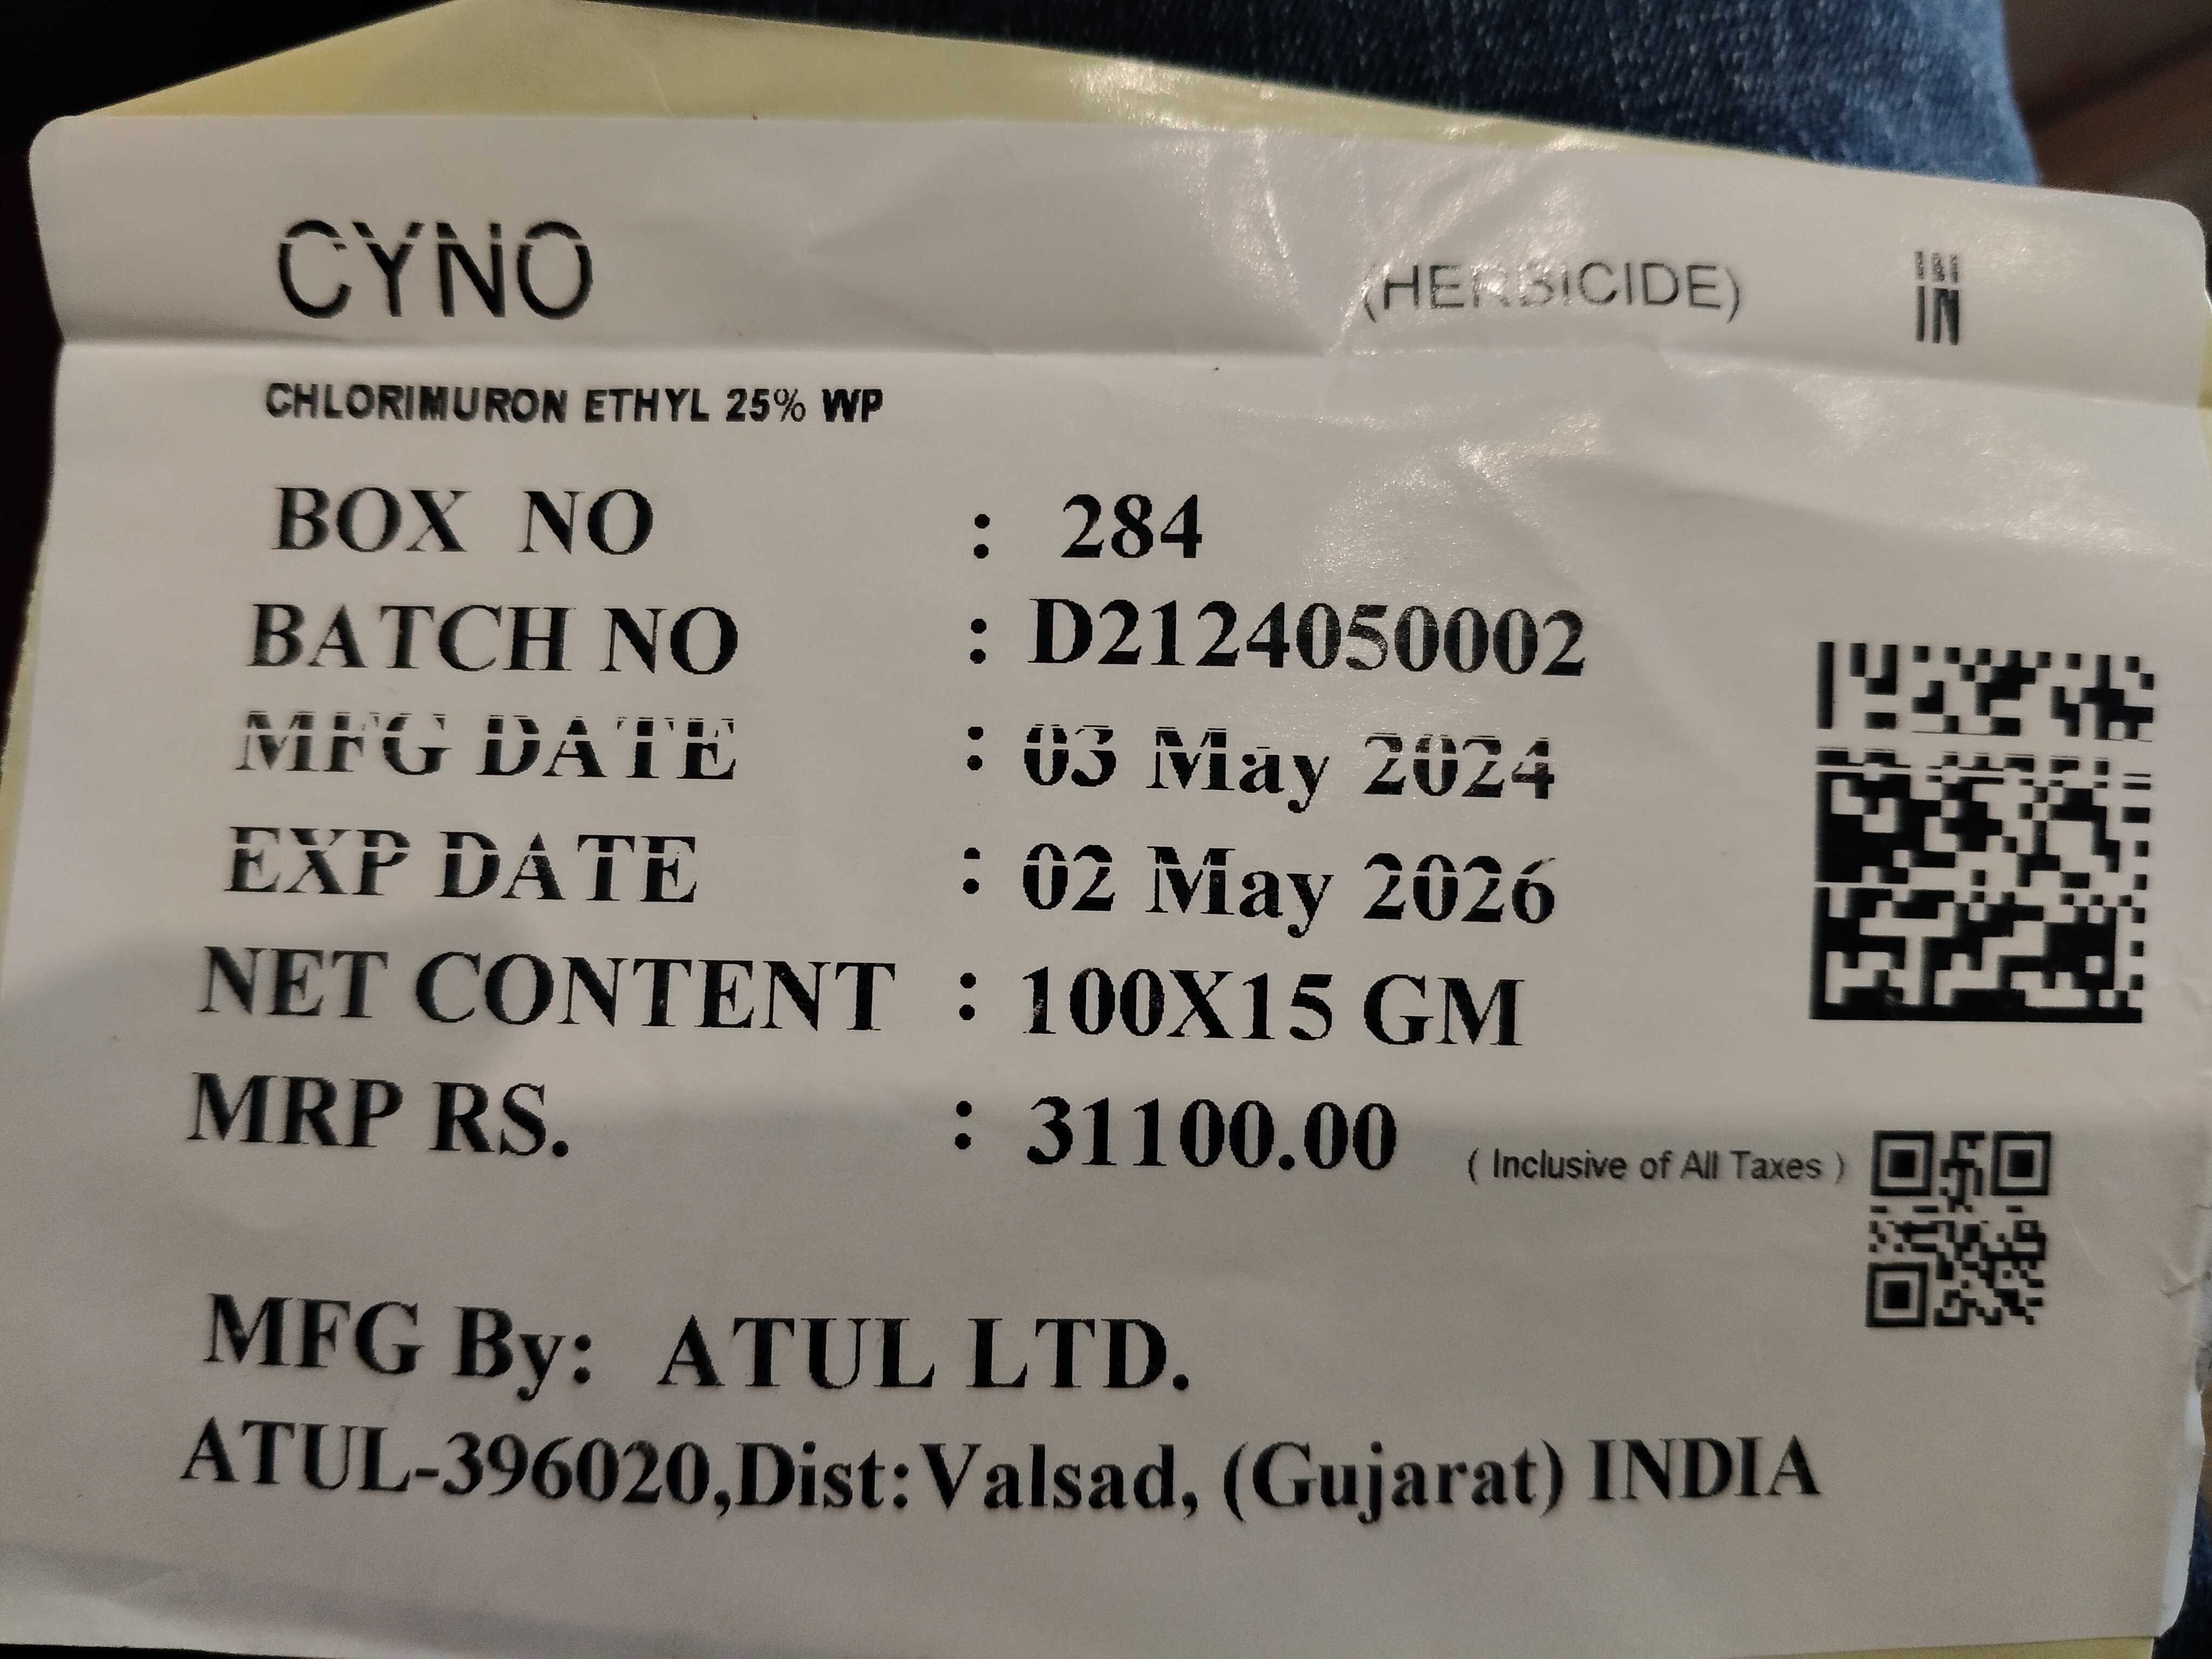 CYNO (HERBICIDE) IN
CHLORIMURON ETHYL 25% WP
BOX NO : 284
BATCH NO : D2124050002
MFG DATE : 03 May 2024
EXP DATE : 02 May 2026
NET CONTENT : 100X15 GM
MRP RS. : 31100.00 ( Inclusive of All Taxes )
MFG By: ATUL LTD.
ATUL-396020,Dist:Valsad, (Gujarat) INDIA